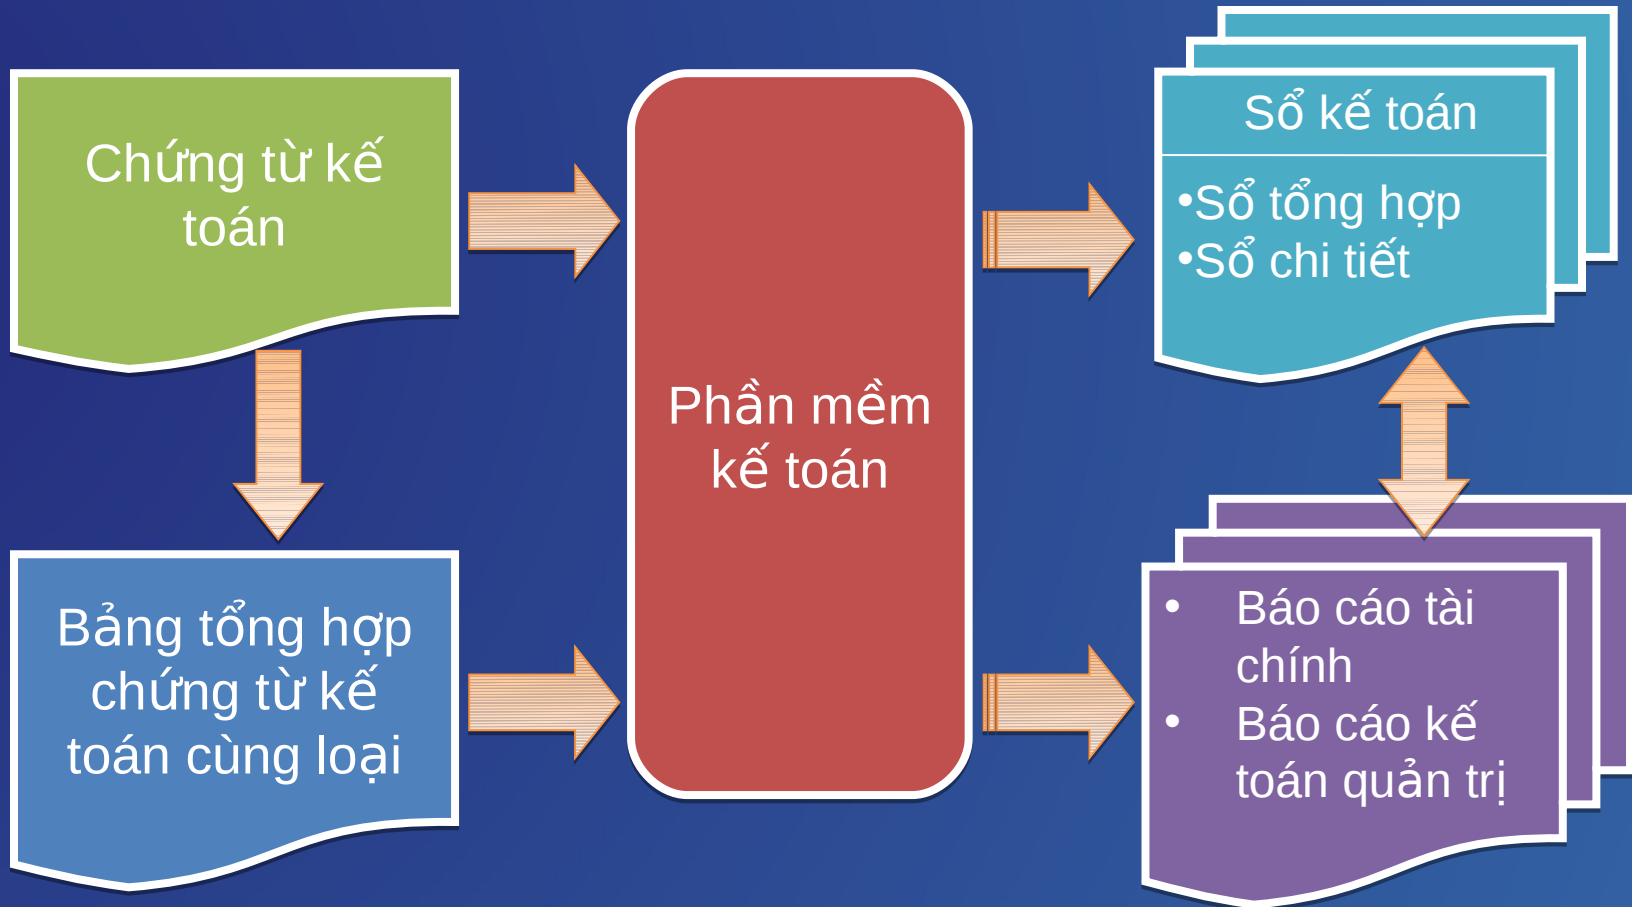 Chứng từ kế
toán
Bảng tổng hợp
chứng từ kế
toán cùng loại
Phần mềm
kế toán
Sổ kế toán
•Sổ tổng hợp
•Sổ chi tiết
• Báo cáo tài
chính
• Báo cáo kế
toán quản trị